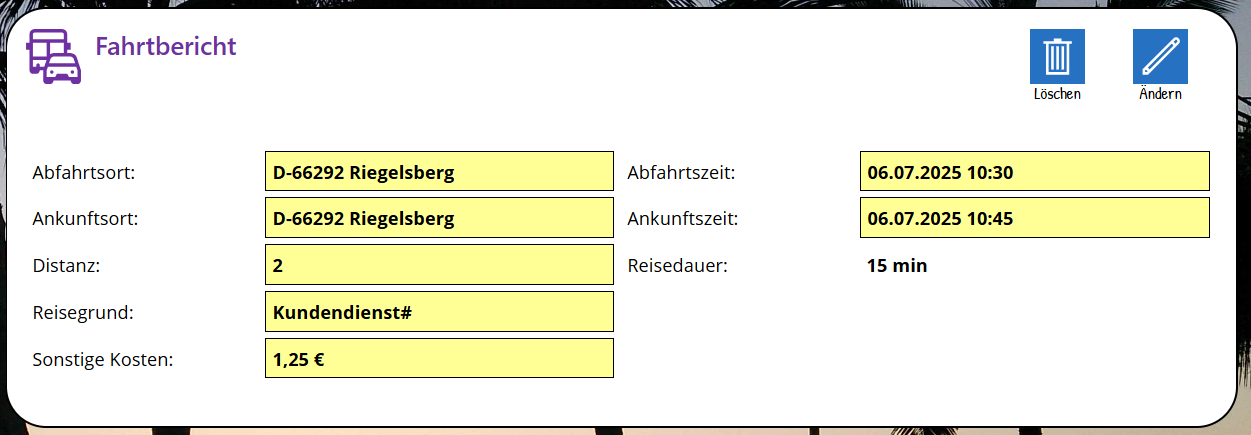 Fahrtbericht
Löschen Ändern
Abfahrtsort: D-66292 Riegelsberg Abfahrtszeit: 06.07.2025 10:30
Ankunftsort: D-66292 Riegelsberg Ankunftszeit: 06.07.2025 10:45
Distanz: 2 Reisedauer: 15 min
Reisegrund: Kundendienst#
Sonstige Kosten: 1,25 €